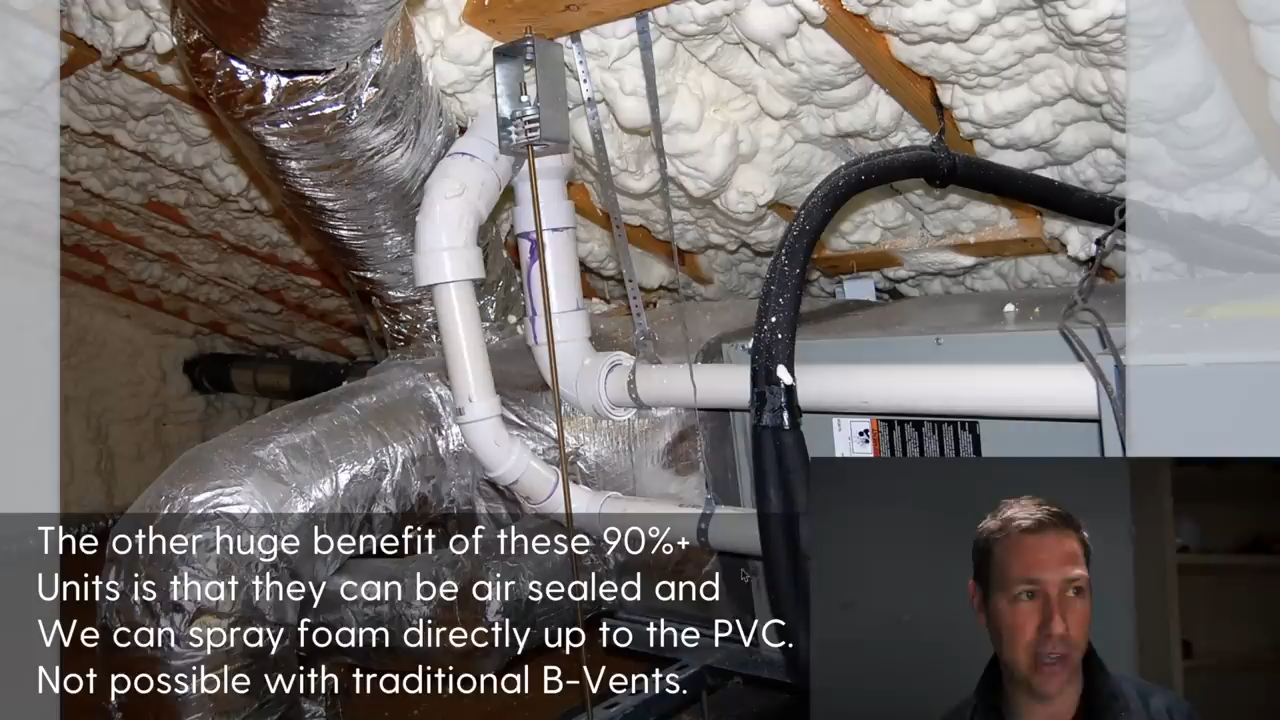 The other huge benefit of these 90%+
Units is that they can be air sealed and
We can spray foam directly up to the PVC.
Not possible with traditional B-Vents.